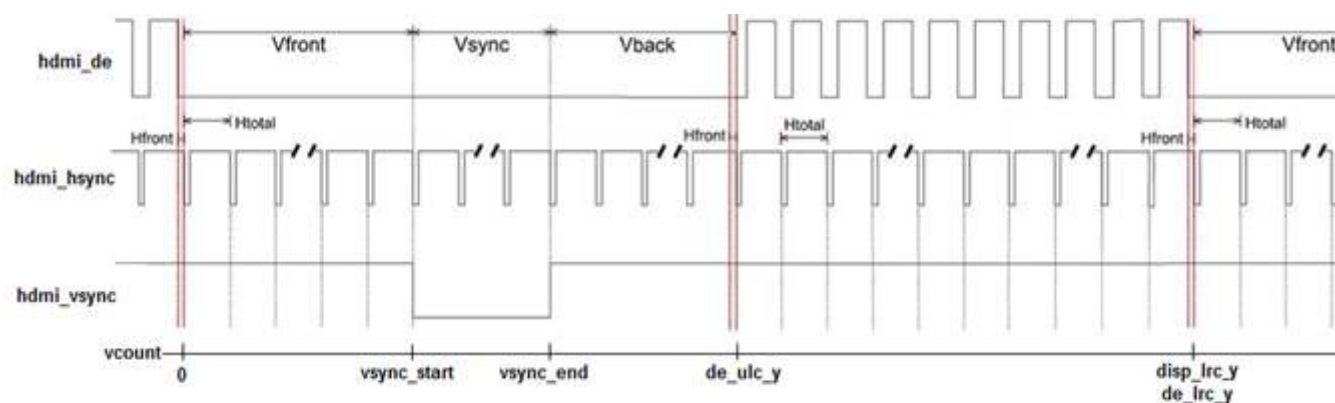 Vfront Vsync Vback Vfront
hdmi_de
Hfront Htotal Hfront Htotal Hfront Htotal
hdmi_hsync
hdmi_vsync
vcount
0 vsync_start vsync_end de_ulc_y disp_lrc_y
de_lrc_y